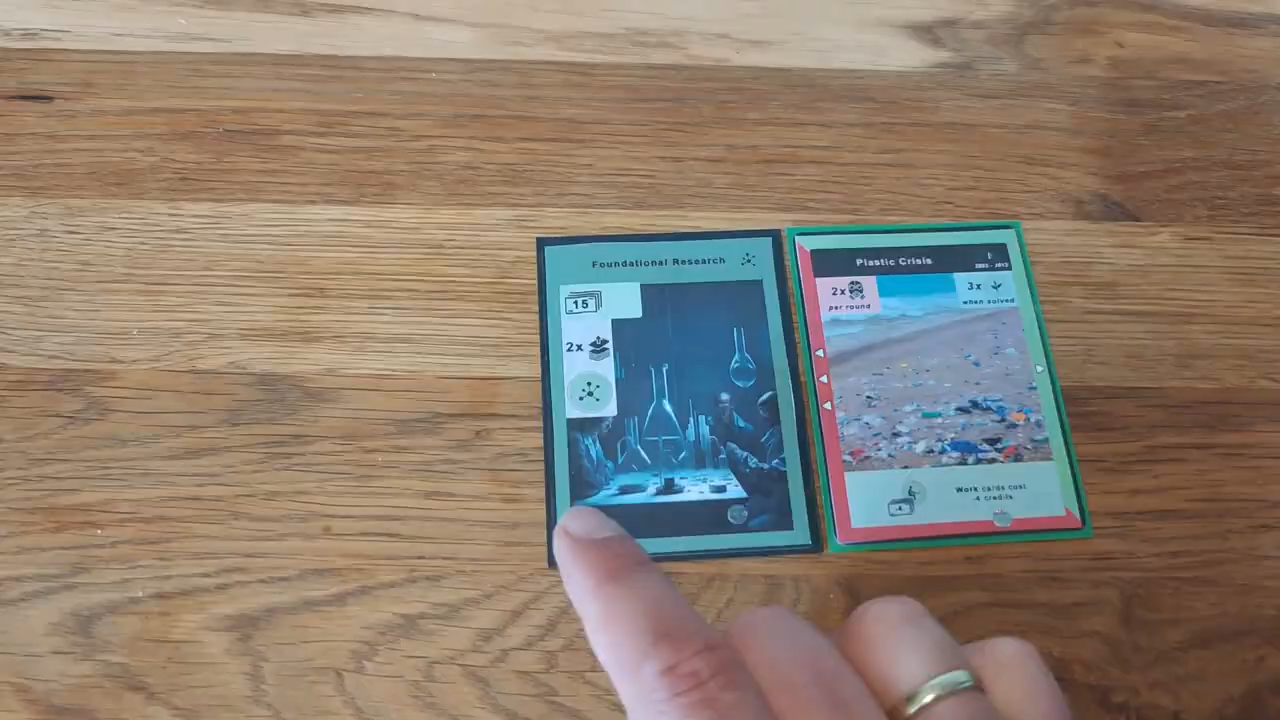 Foundational Research
15
2x
Plastic Crisis
2x
per round
3x
when solved
Work cards cost
-4 credits